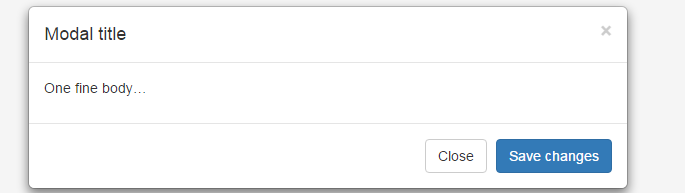 Modal title ×
One fine body…
Close Save changes